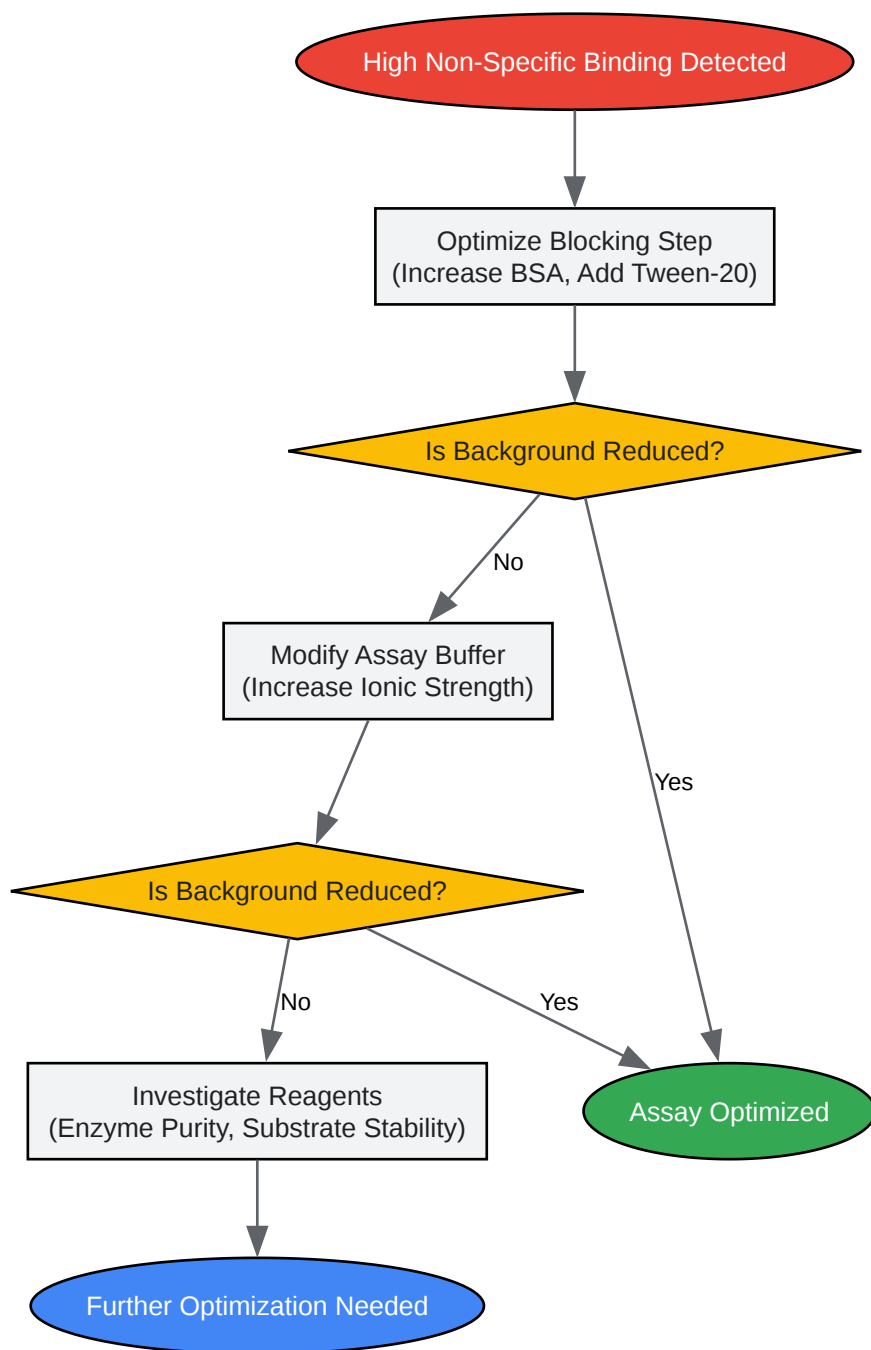 High Non-Specific Binding Detected
Optimize Blocking Step
(Increase BSA, Add Tween-20)
Is Background Reduced?
No
Modify Assay Buffer
(Increase Ionic Strength)
Yes
Is Background Reduced?
No
Yes
Investigate Reagents
(Enzyme Purity, Substrate Stability)
Assay Optimized
Further Optimization Needed